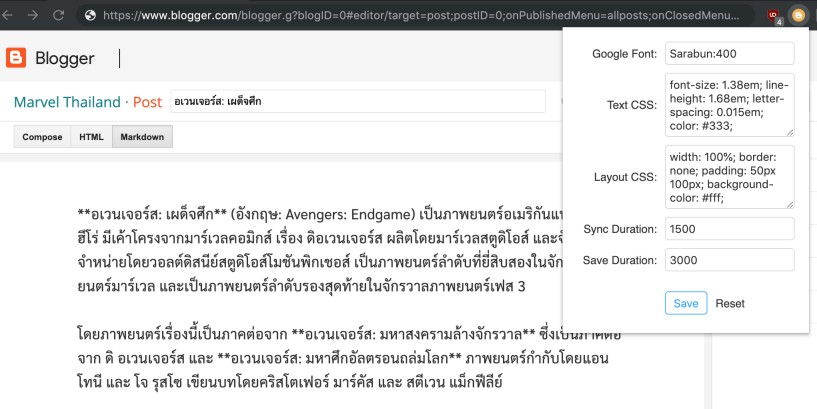 https://www.blogger.com/blogger.g?blogID=0#editor/target=post;postID=0;onPublishedMenu=allposts;onClosedMenu...
4
Blogger
Marvel Thailand · Post อเวนเจอร์ส: เผด็จศึก
Compose HTML Markdown
Google Font: Sarabun:400
Text CSS: font-size: 1.38em; line-
height: 1.68em; letter-
spacing: 0.015em;
color: #333;
Layout CSS: width: 100%; border:
none; padding: 50px
100px; background-
color: #fff;
Sync Duration: 1500
Save Duration: 3000
Save Reset
**อเวนเจอร์ส: เผด็จศึก** (อังกฤษ: Avengers: Endgame) เป็นภาพยนตร์อเมริกันแน
ฮีโร่ มีเค้าโครงจากมาร์เวลคอมิกส์ เรื่อง ดิอเวนเจอร์ส ผลิตโดยมาร์เวลสตูดิโอส์ และจั
จำหน่ายโดยวอลต์ดิสนีย์สตูดิโอส์โมชันพิกเชอส์ เป็นภาพยนตร์ลำดับที่ยี่สิบสองในจัก
ยนตร์มาร์เวล และเป็นภาพยนตร์ลำดับรองสุดท้ายในจักรวาลภาพยนตร์เฟส 3
โดยภาพยนตร์เรื่องนี้เป็นภาคต่อจาก **อเวนเจอร์ส: มหาสงครามล้างจักรวาล** ซึ่งเป็นภาคต่อ
จาก ดิ อเวนเจอร์ส และ **อเวนเจอร์ส: มหาศึกอัลตรอนถล่มโลก** ภาพยนตร์กำกับโดยแอน
โทนี และ โจ รุสโซ เขียนบทโดยคริสโตเฟอร์ มาร์คัส และ สตีเวน แม็กฟีลีย์